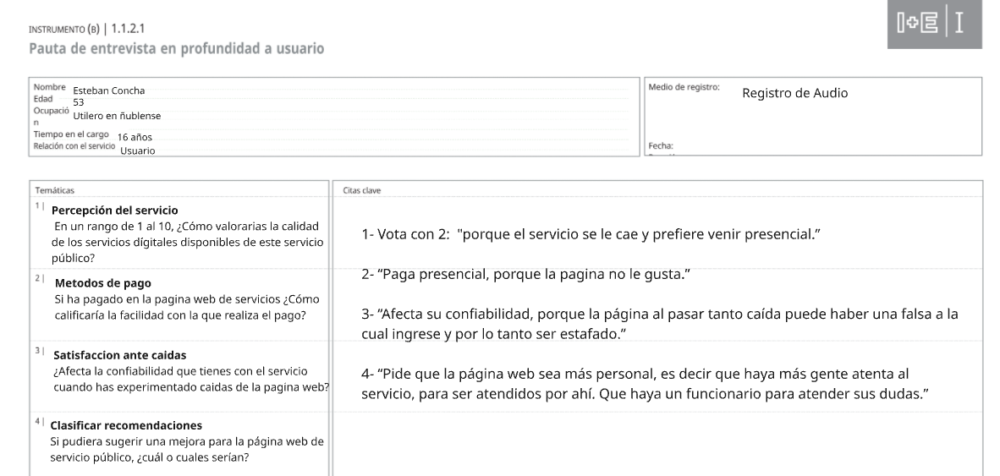 INSTRUMENTO (B) | 1.1.2.1
Pauta de entrevista en profundidad a usuario
I+E | I
Nombre Esteban Concha
Edad 53
Ocupació
n Utilero en ñublense
Tiempo en el cargo 16 años
Relación con el servicio Usuario
Medio de registro: Registro de Audio
Fecha:
Temáticas
1 | Percepción del servicio
En un rango de 1 al 10, ¿Cómo valorarias la calidad
de los servicios dígitales disponibles de este servicio
público?
2 | Metodos de pago
Si ha pagado en la pagina web de servicios ¿Cómo
calificaría la facilidad con la que realiza el pago?
3 | Satisfaccion ante caidas
¿Afecta la confiabilidad que tienes con el servicio
cuando has experimentado caidas de la pagina web?
4 | Clasificar recomendaciones
Si pudiera sugerir una mejora para la página web de
servicio público, ¿cuál o cuales serían?
Citas clave
1- Vota con 2: "porque el servicio se le cae y prefiere venir presencial.”
2- “Paga presencial, porque la pagina no le gusta.”
3- ”Afecta su confiabilidad, porque la página al pasar tanto caída puede haber una falsa a la
cual ingrese y por lo tanto ser estafado.”
4- “Pide que la página web sea más personal, es decir que haya más gente atenta al
servicio, para ser atendidos por ahí. Que haya un funcionario para atender sus dudas.”